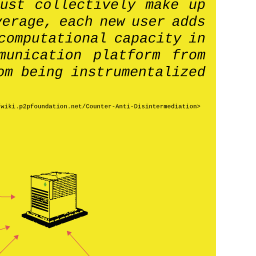 ust collectively make up
verage, each new user adds
computational capacity in
munication platform from
om being instrumentalized
wiki.p2pfoundation.net/Counter-Anti-Disintermediation>